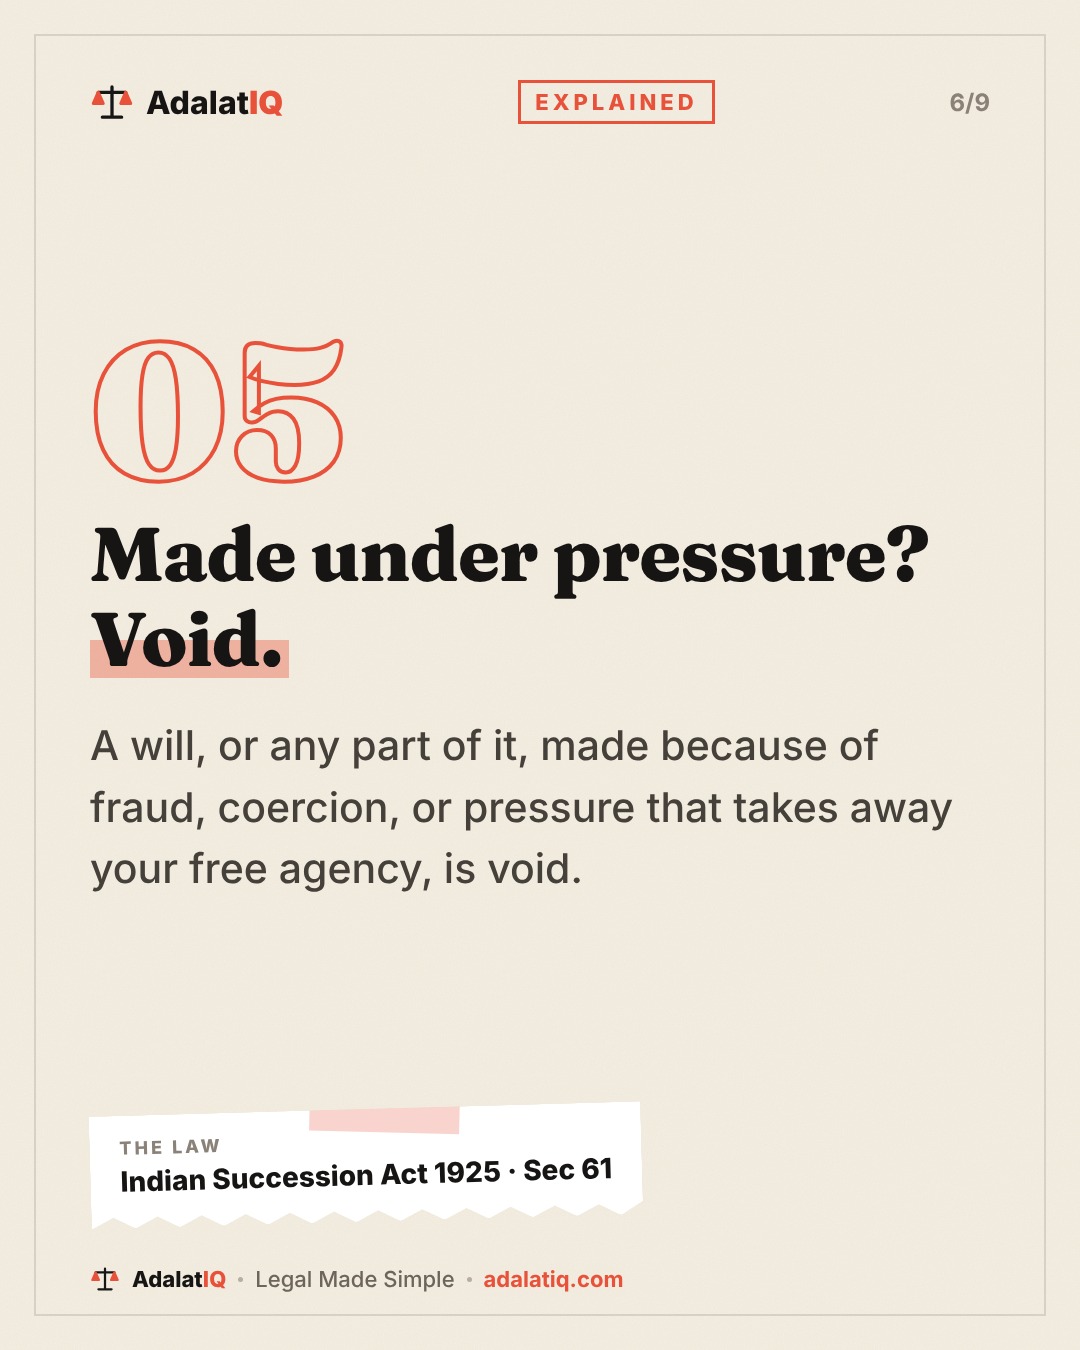 AdalatIQ
EXPLAINED
6/9
05
Made under pressure?
Void.
A will, or any part of it, made because of
fraud, coercion, or pressure that takes away
your free agency, is void.
THE LAW
Indian Succession Act 1925 · Sec 61
AdalatIQ • Legal Made Simple • adalatiq.com